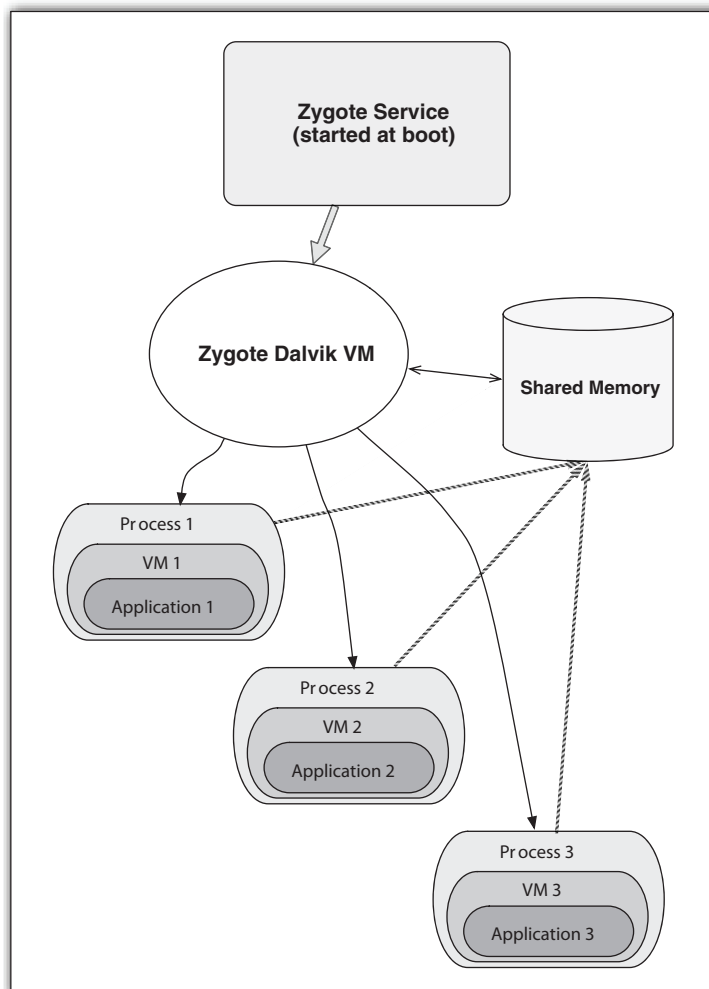 Zygote Service
(started at boot)
Zygote Dalvik VM
Shared Memory
Process 1
VM 1
Application 1
Process 2
VM 2
Application 2
Process 3
VM 3
Application 3